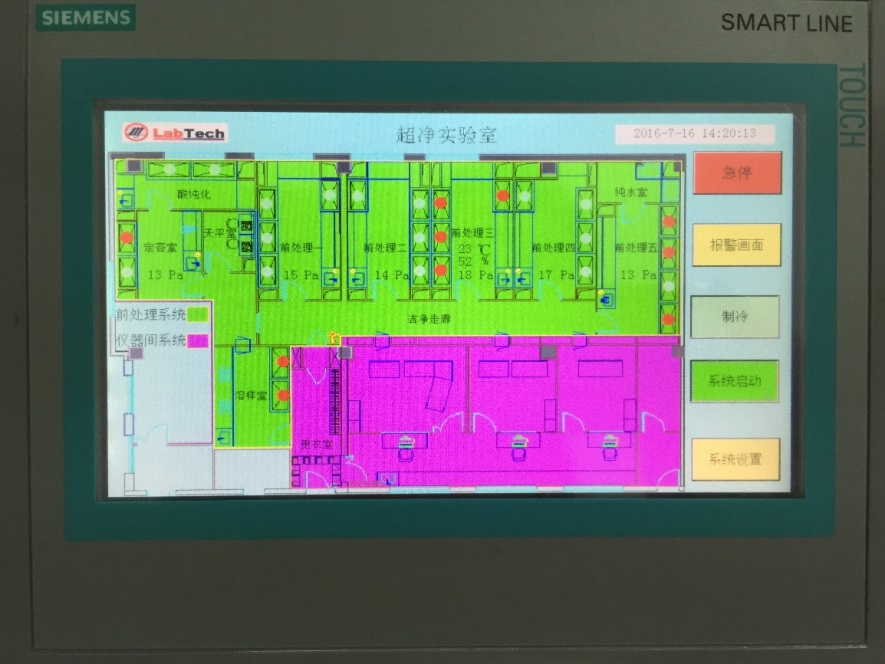 SIEMENS
SMART LINE
TOUCH
LabTech
超净实验室
2016-7-16 14:20:13
急停
酸纯化
纯水室
天平室
定容室
前处理一
前处理二
前处理三
前处理四
前处理五
23 ℃
52 %
13 Pa
15 Pa
14 Pa
18 Pa
17 Pa
13 Pa
报警画面
前处理系统
洁净走廊
制冷
仪器间系统
溶样室
系统启动
更衣室
系统设置